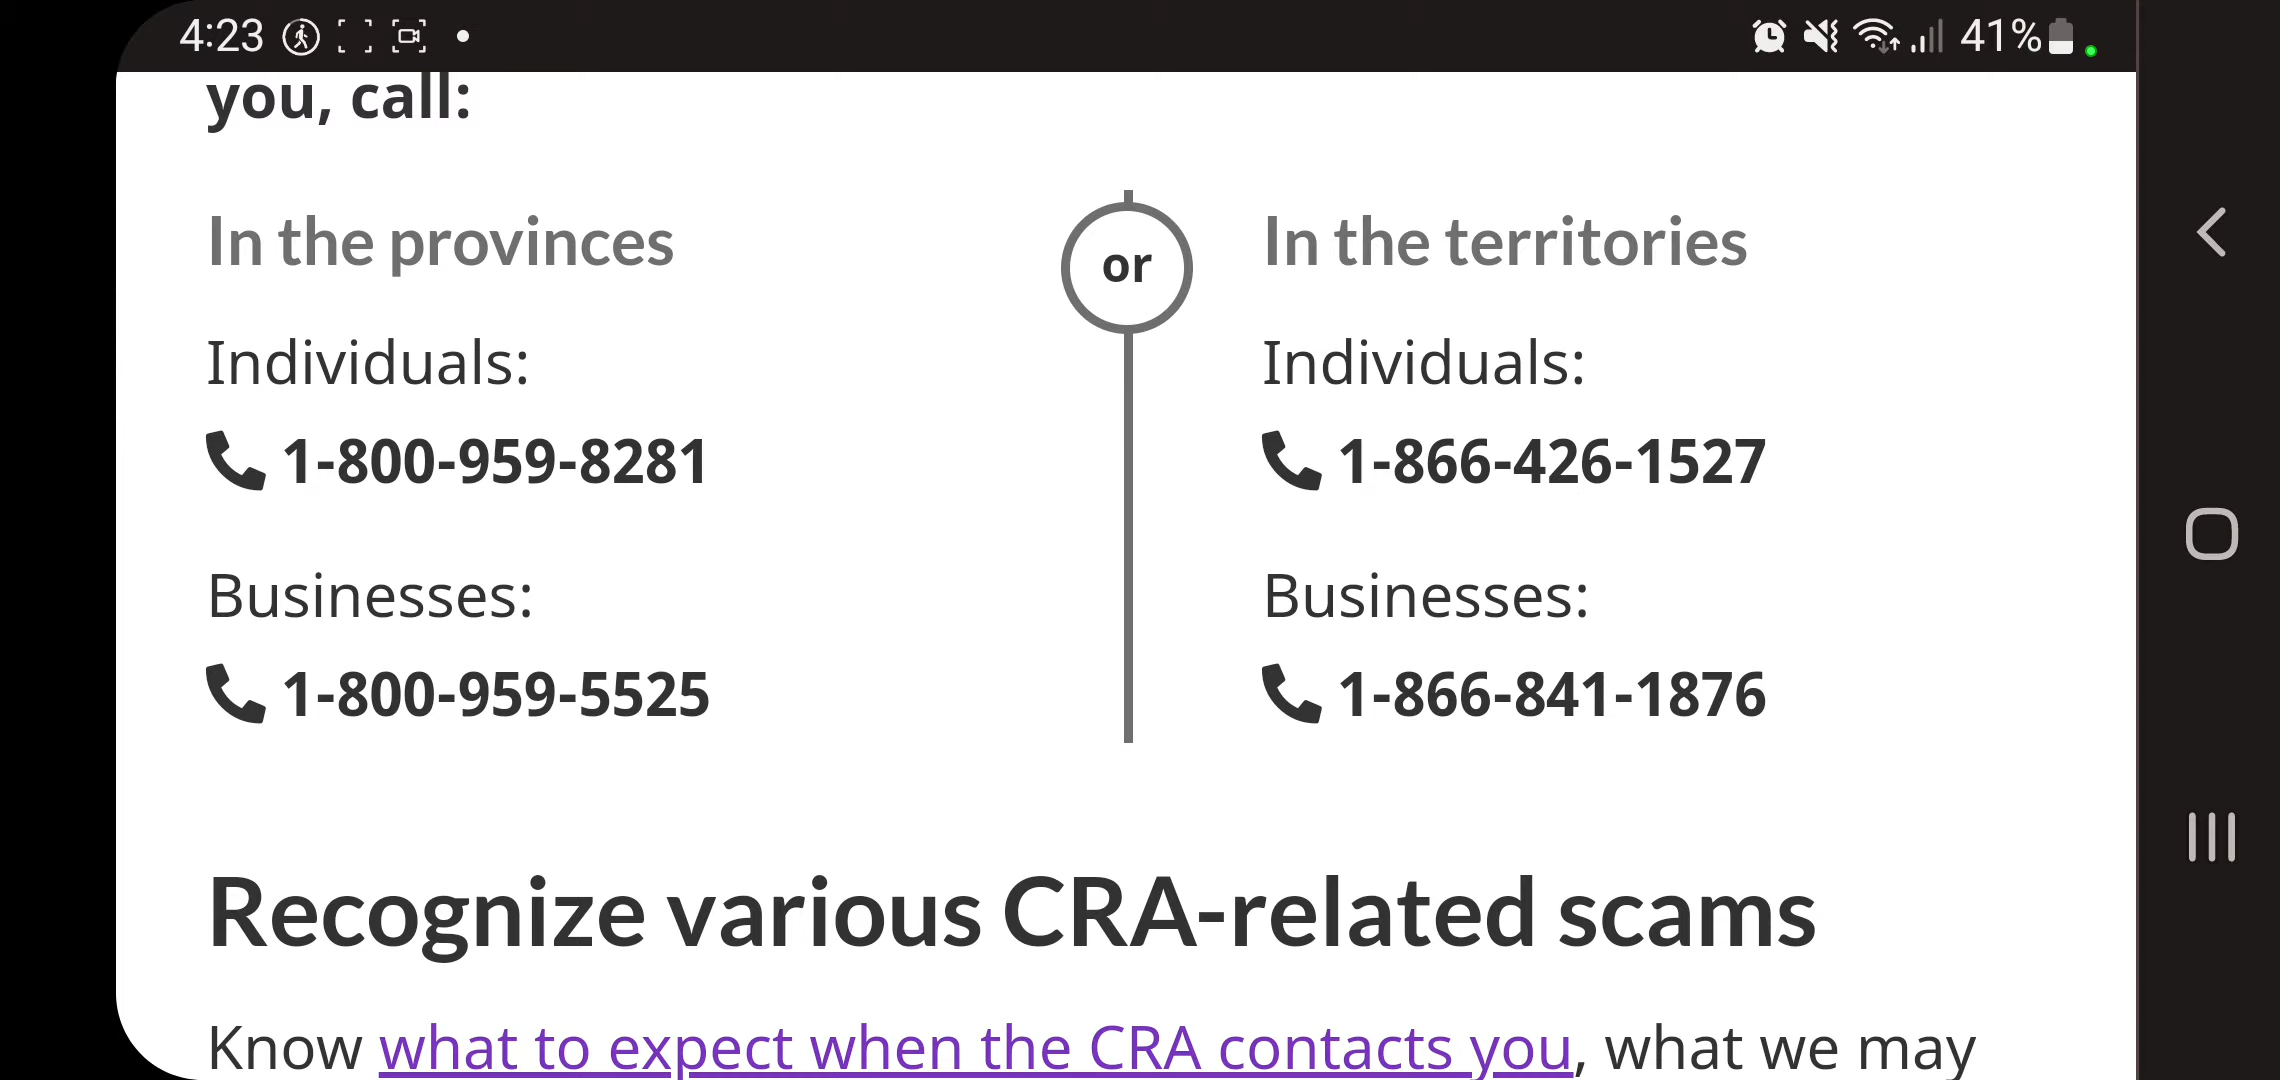 4:23
41%
you, call:
In the provinces
or
In the territories
Individuals:
1-800-959-8281
Individuals:
1-866-426-1527
Businesses:
1-800-959-5525
Businesses:
1-866-841-1876
Recognize various CRA-related scams
Know what to expect when the CRA contacts you, what we may